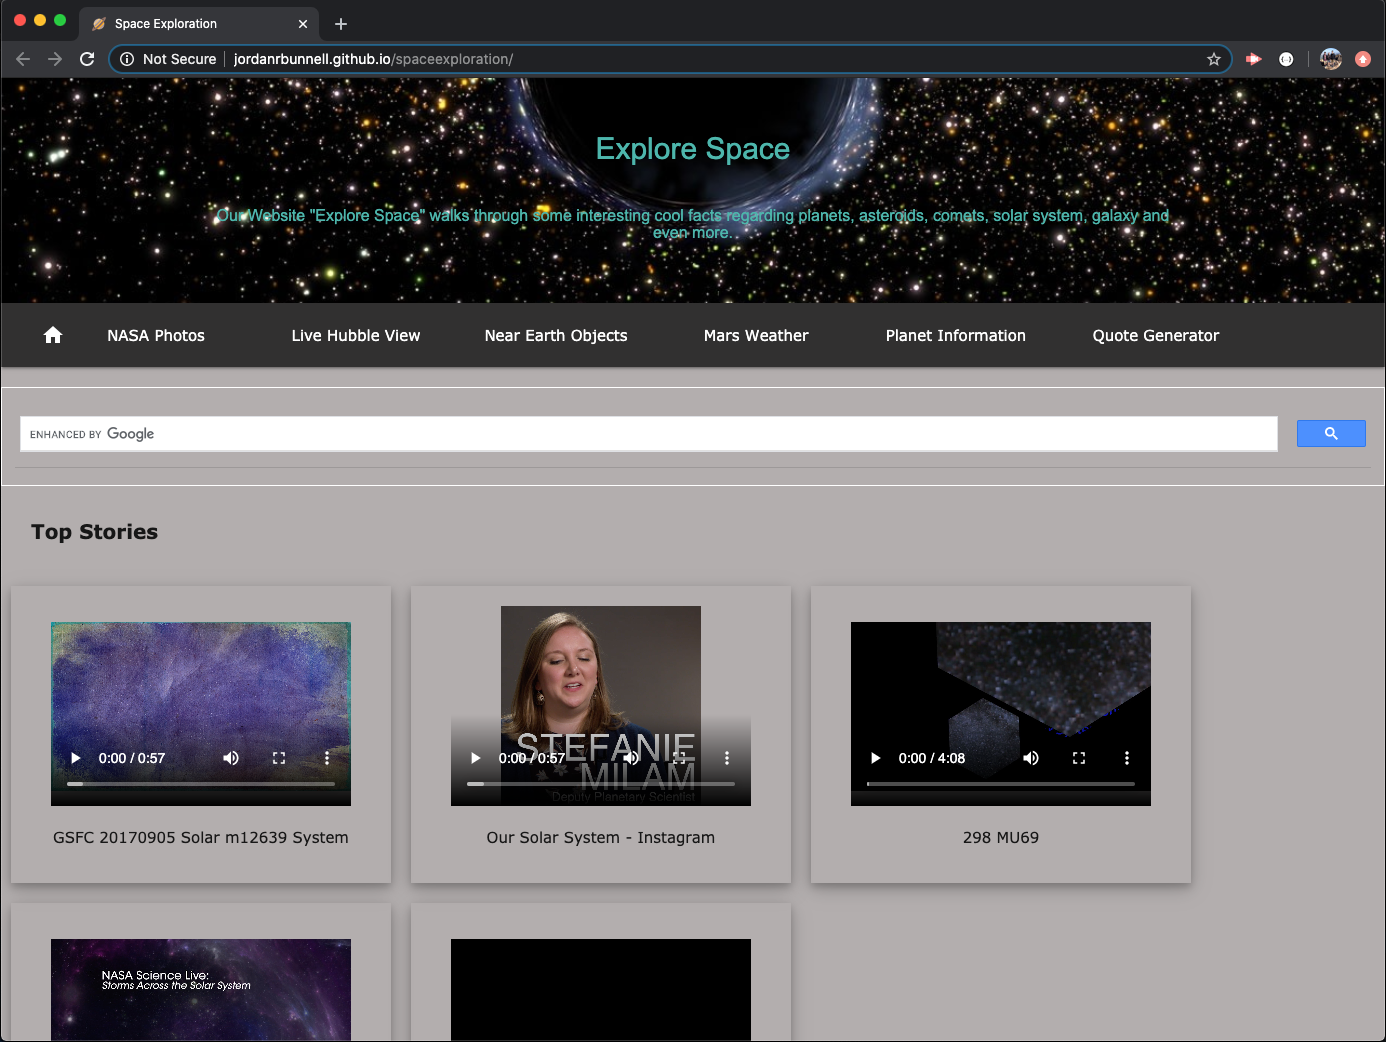 Space Exploration
Not Secure
jordanrbunnell.github.io/spaceexploration/
Explore Space
Our Website "Explore Space" walks through some interesting cool facts regarding planets, asteroids, comets, solar system, galaxy and
even more.
NASA Photos
Live Hubble View
Near Earth Objects
Mars Weather
Planet Information
Quote Generator
ENHANCED BY Google
Top Stories
0:00 / 0:57
GSFC 20170905 Solar m12639 System
STEFANIE
0:00 / 0:57
MILAM
Deputy Planetary Scientist
Our Solar System - Instagram
0:00 / 4:08
298 MU69
NASA Science Live:
Storms Across the Solar System